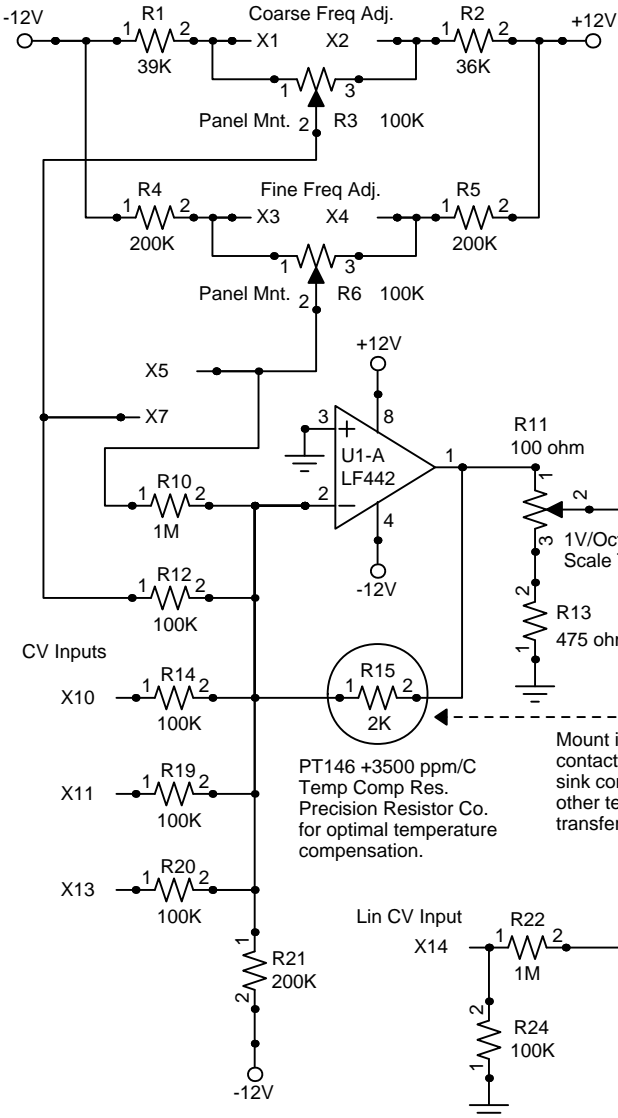 -12V R1 Coarse Freq Adj. R2 +12V
1 2 X1 X2 1 2
39K 36K
1 3
Panel Mnt. 2 R3 100K
R4 Fine Freq Adj. R5
1 2 X3 X4 1 2
200K 200K
1 3
Panel Mnt. 2 R6 100K
+12V
X5
X7
3 + 8
U1-A 1
LF442
2 -
4
-12V
R11
100 ohm
1
2
3
1V/Oct
Scale
R10
1 2
1M
R12
1 2
100K
2
R13
1 475 ohm
CV Inputs
R14
X10 1 2
100K
R15
1 2
2K
R19
X11 1 2
100K
PT146 +3500 ppm/C
Temp Comp Res.
Precision Resistor Co.
for optimal temperature
compensation.
Mount
contact
sink
other
R20
X13 1 2
100K
1
R21
200K
2
-12V
Lin CV Input
R22
X14 1 2
1M
2
R24
100K
1